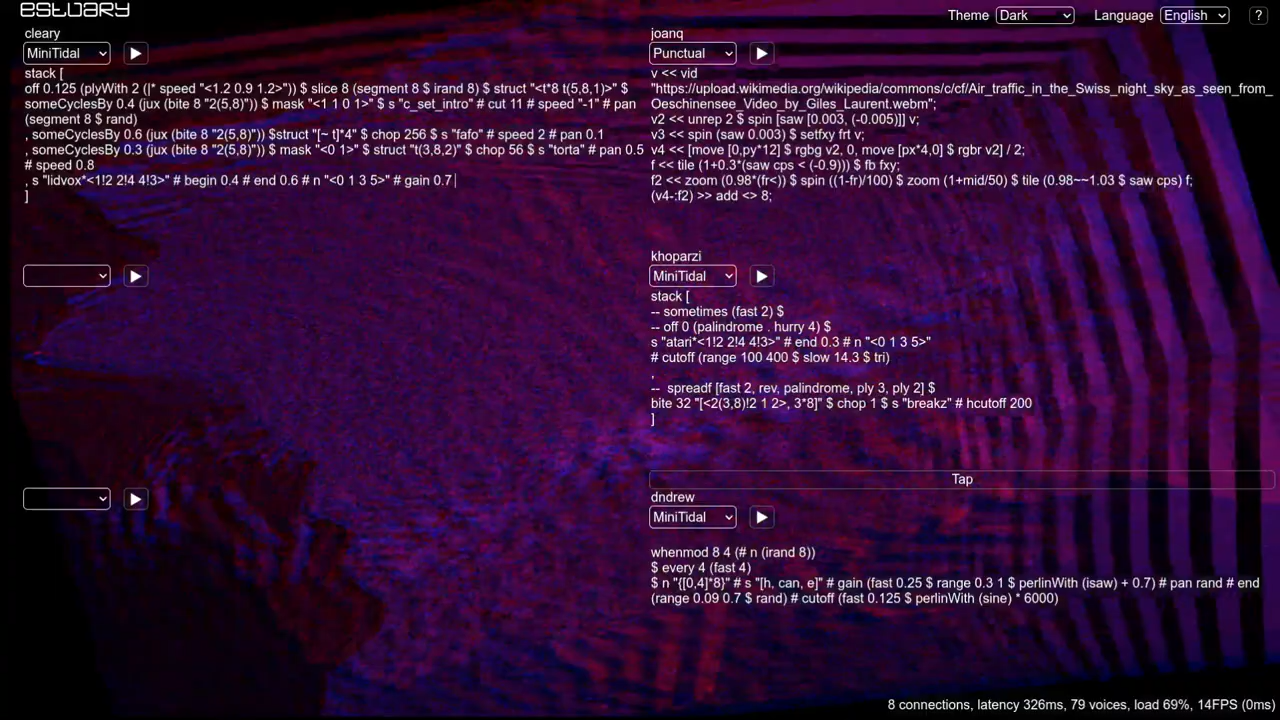 estuary
Theme Dark Language English ?
cleary
MiniTidal
stack [
off 0.125 (plyWith 2 (|* speed "<1.2 0.9 1.2>")) $ slice 8 (segment 8 $ irand 8) $ struct "<t*8 t(5,8,1)>" $
someCyclesBy 0.4 (jux (bite 8 "2(5,8)")) $ mask "<1 1 0 1>" $ s "c_set_intro" # cut 11 # speed "-1" # pan
(segment 8 $ rand)
, someCyclesBy 0.6 (jux (bite 8 "2(5,8)")) $struct "[~ t]*4" $ chop 256 $ s "fafo" # speed 2 # pan 0.1
, someCyclesBy 0.3 (jux (bite 8 "2(5,8)")) $ mask "<0 1>" $ struct "t(3,8,2)" $ chop 56 $ s "torta" # pan 0.5
# speed 0.8
, s "lidvox*<1!2 2!4 4!3>" # begin 0.4 # end 0.6 # n "<0 1 3 5>" # gain 0.7
]
joanq
Punctual
v << vid
"https://upload.wikimedia.org/wikipedia/commons/c/cf/Air_traffic_in_the_Swiss_night_sky_as_seen_from_
Oeschinensee_Video_by_Giles_Laurent.webm";
v2 << unrep 2 $ spin [saw [0.003, (-0.005)]] v;
v3 << spin (saw 0.003) $ setfxy frt v;
v4 << [move [0,py*12] $ rgbg v2, 0, move [px*4,0] $ rgbr v2] / 2;
f << tile (1+0.3*(saw cps < (-0.9))) $ fb fxy;
f2 << zoom (0.98*(fr<)) $ spin ((1-fr)/100) $ zoom (1+mid/50) $ tile (0.98~~1.03 $ saw cps) f;
(v4-:f2) >> add <> 8;
khoparzi
MiniTidal
stack [
-- sometimes (fast 2) $
-- off 0 (palindrome . hurry 4) $
s "atari*<1!2 2!4 4!3>" # end 0.3 # n "<0 1 3 5>"
# cutoff (range 100 400 $ slow 14.3 $ tri)
,
-- spreadf [fast 2, rev, palindrome, ply 3, ply 2] $
bite 32 "[<2(3,8)!2 1 2>, 3*8]" $ chop 1 $ s "breakz" # hcutoff 200
]
Tap
dndrew
MiniTidal
whenmod 8 4 (# n (irand 8))
$ every 4 (fast 4)
$ n "{[0,4]*8}" # s "[h, can, e]" # gain (fast 0.25 $ range 0.3 1 $ perlinWith (isaw) + 0.7) # pan rand # end
(range 0.09 0.7 $ rand) # cutoff (fast 0.125 $ perlinWith (sine) * 6000)
8 connections, latency 326ms, 79 voices, load 69%, 14FPS (0ms)